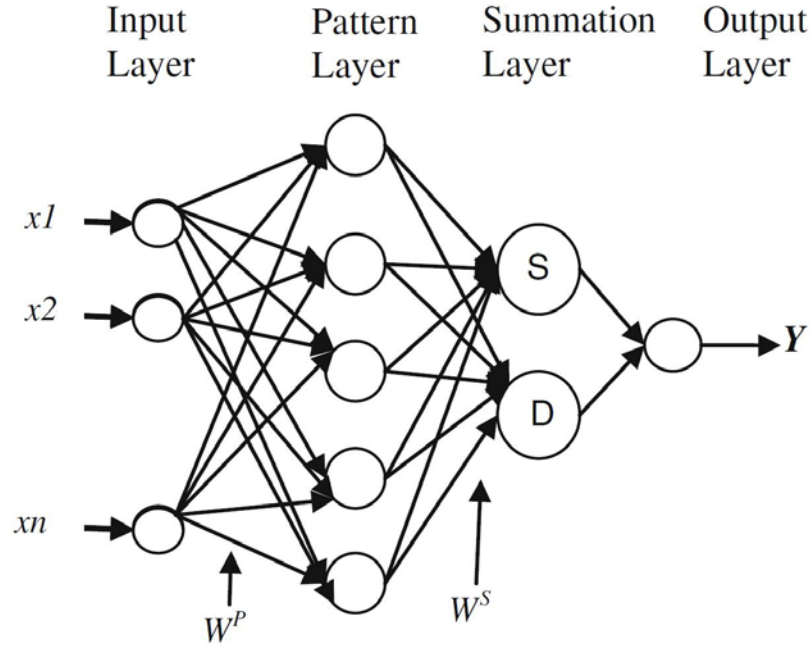 Input Layer
Pattern Layer
Summation Layer
Output Layer
x1
S
x2
Y
D
xn
W^P
W^S